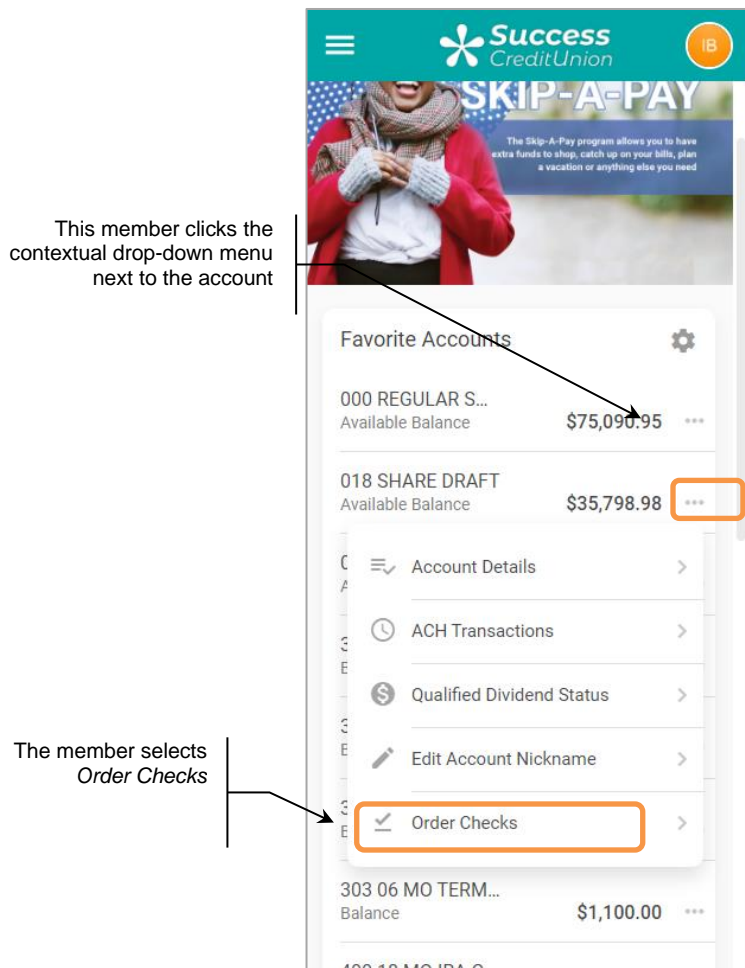 Success
CreditUnion
IB
SKIP-A-PAY
The Skip-A-Pay program allows you to have
extra funds to shop, catch up on your bills, plan
a vacation or anything else you need
This member clicks the
contextual drop-down menu
next to the account
Favorite Accounts
000 REGULAR S...
Available Balance $75,090.95
018 SHARE DRAFT
Available Balance $35,798.98
Account Details
ACH Transactions
Qualified Dividend Status
Edit Account Nickname
The member selects
Order Checks
Order Checks
303 06 MO TERM...
Balance $1,100.00